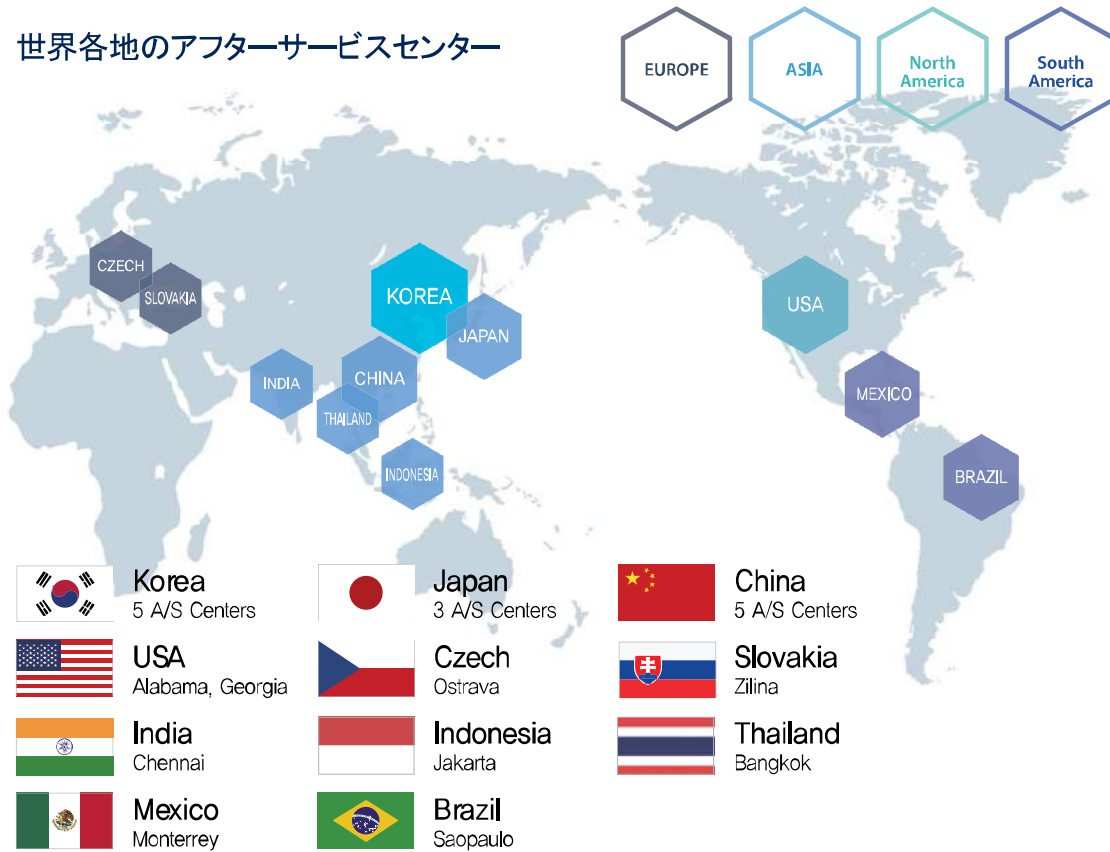 世界各地のアフターサービスセンター
EUROPE
ASIA
North
America
South
America
CZECH
SLOVAKIA
KOREA
JAPAN
INDIA
CHINA
THAILAND
INDONESIA
USA
MEXICO
BRAZIL
Korea
5 A/S Centers
Japan
3 A/S Centers
China
5 A/S Centers
USA
Alabama, Georgia
Czech
Ostrava
Slovakia
Zilina
India
Chennai
Indonesia
Jakarta
Thailand
Bangkok
Mexico
Monterrey
Brazil
Saopaulo